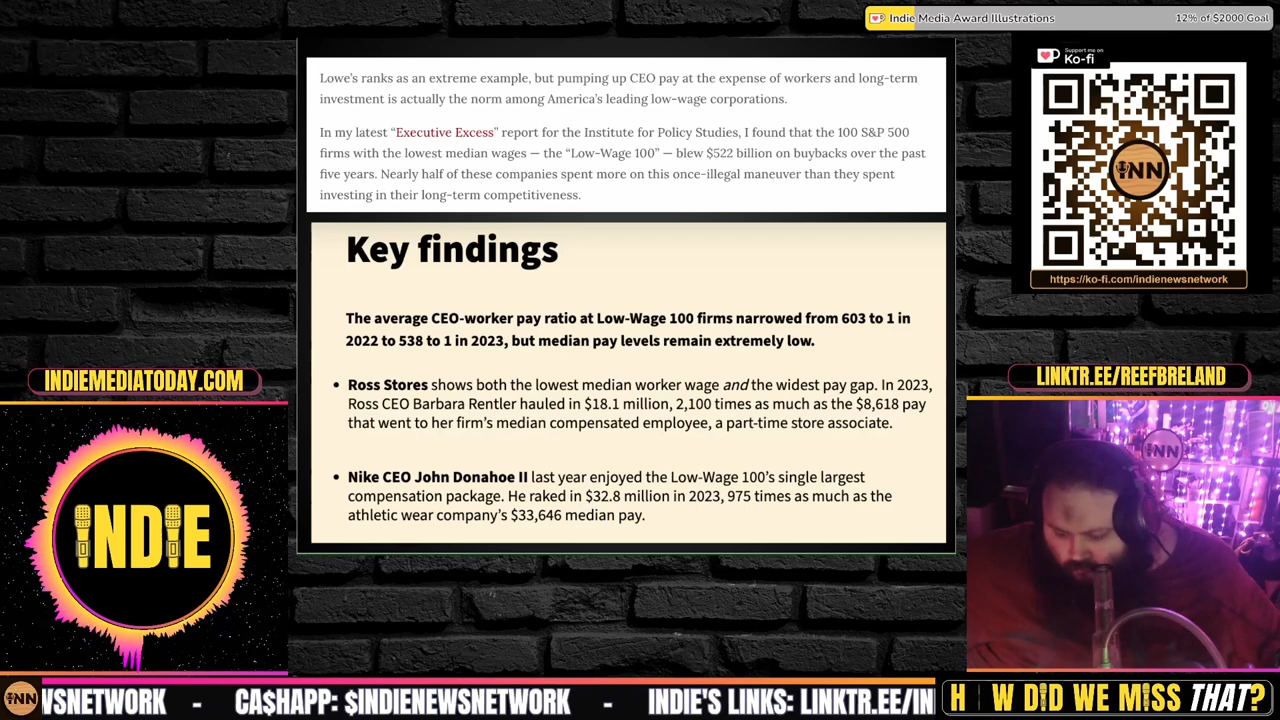 Indie Media Award Illustrations
12% of $2000 Goal
Lowe's ranks as an extreme example, but pumping up CEO pay at the expense of workers and long-term
investment is actually the norm among America's leading low-wage corporations.
In my latest “Executive Excess” report for the Institute for Policy Studies, I found that the 100 S&P 500
firms with the lowest median wages — the “Low-Wage 100” — blew $522 billion on buybacks over the past
five years. Nearly half of these companies spent more on this once-illegal maneuver than they spent
investing in their long-term competitiveness.
Support me on
Ko-fi
INN
https://ko-fi.com/indienewsnetwork
Key findings
The average CEO-worker pay ratio at Low-Wage 100 firms narrowed from 603 to 1 in
2022 to 538 to 1 in 2023, but median pay levels remain extremely low.
• Ross Stores shows both the lowest median worker wage and the widest pay gap. In 2023,
Ross CEO Barbara Rentler hauled in $18.1 million, 2,100 times as much as the $8,618 pay
that went to her firm's median compensated employee, a part-time store associate.
• Nike CEO John Donahoe II last year enjoyed the Low-Wage 100's single largest
compensation package. He raked in $32.8 million in 2023, 975 times as much as the
athletic wear company's $33,646 median pay.
INDIEMEDIATODAY.COM
INDIE
LINKTR.EE/REEFBRELAND
INN
INN
WSNETWORK - CA$HAPP: $INDIENEWSNETWORK - INDIE'S LINKS: LINKTR.EE/IN
H W DID WE MISS THAT?